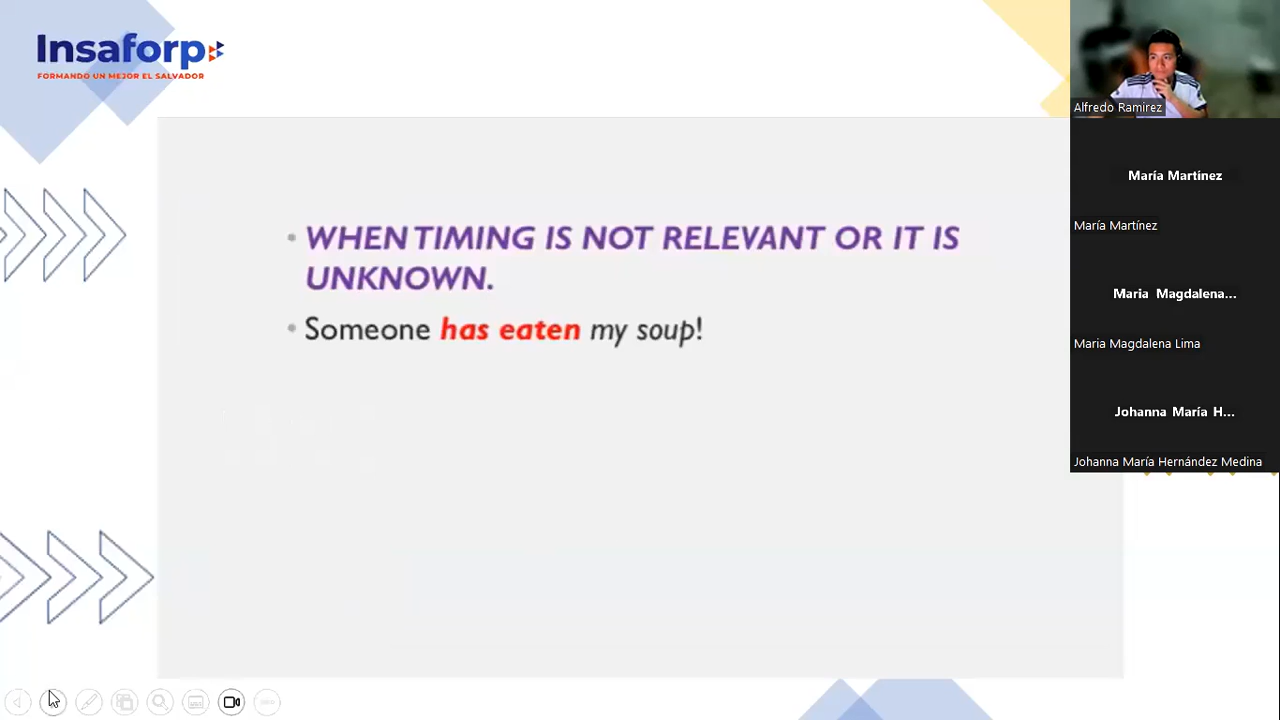 Insaforp
FORMANDO UN MEJOR EL SALVADOR
WHEN TIMING IS NOT RELEVANT OR IT IS
UNKNOWN.
Someone has eaten my soup!
Alfredo Ramirez
María Martínez
María Martínez
Maria Magdalena...
Maria Magdalena Lima
Johanna María H...
Johanna María Hernández Medina